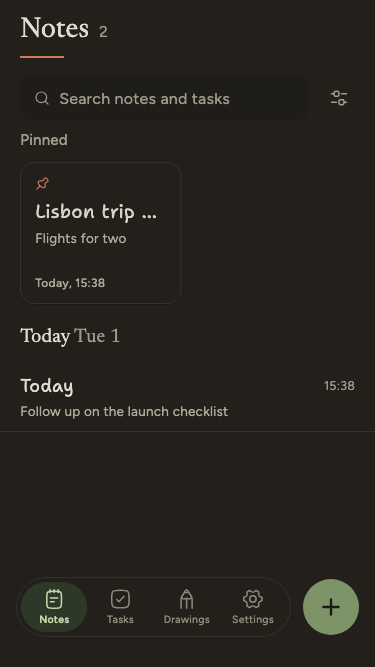 Notes 2
Search notes and tasks
Pinned
Lisbon trip ...
Flights for two
Today, 15:38
Today Tue 1
Today 15:38
Follow up on the launch checklist
Notes Tasks Drawings Settings